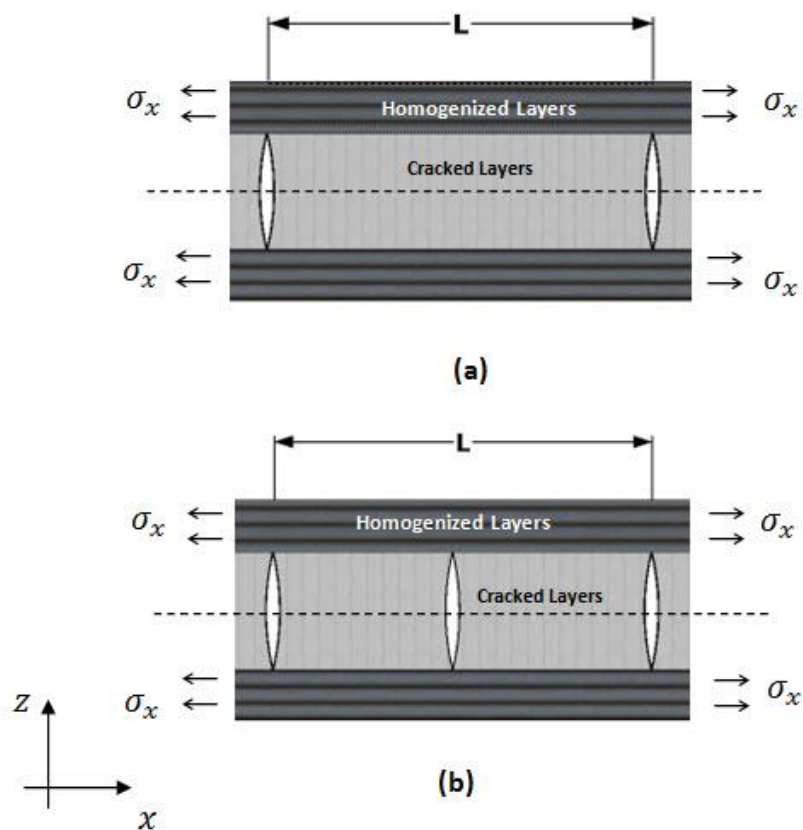 L
σx σx
Homogenized Layers
Cracked Layers
σx σx
(a)
L
σx σx
Homogenized Layers
Cracked Layers
σx σx
z
(b)
x